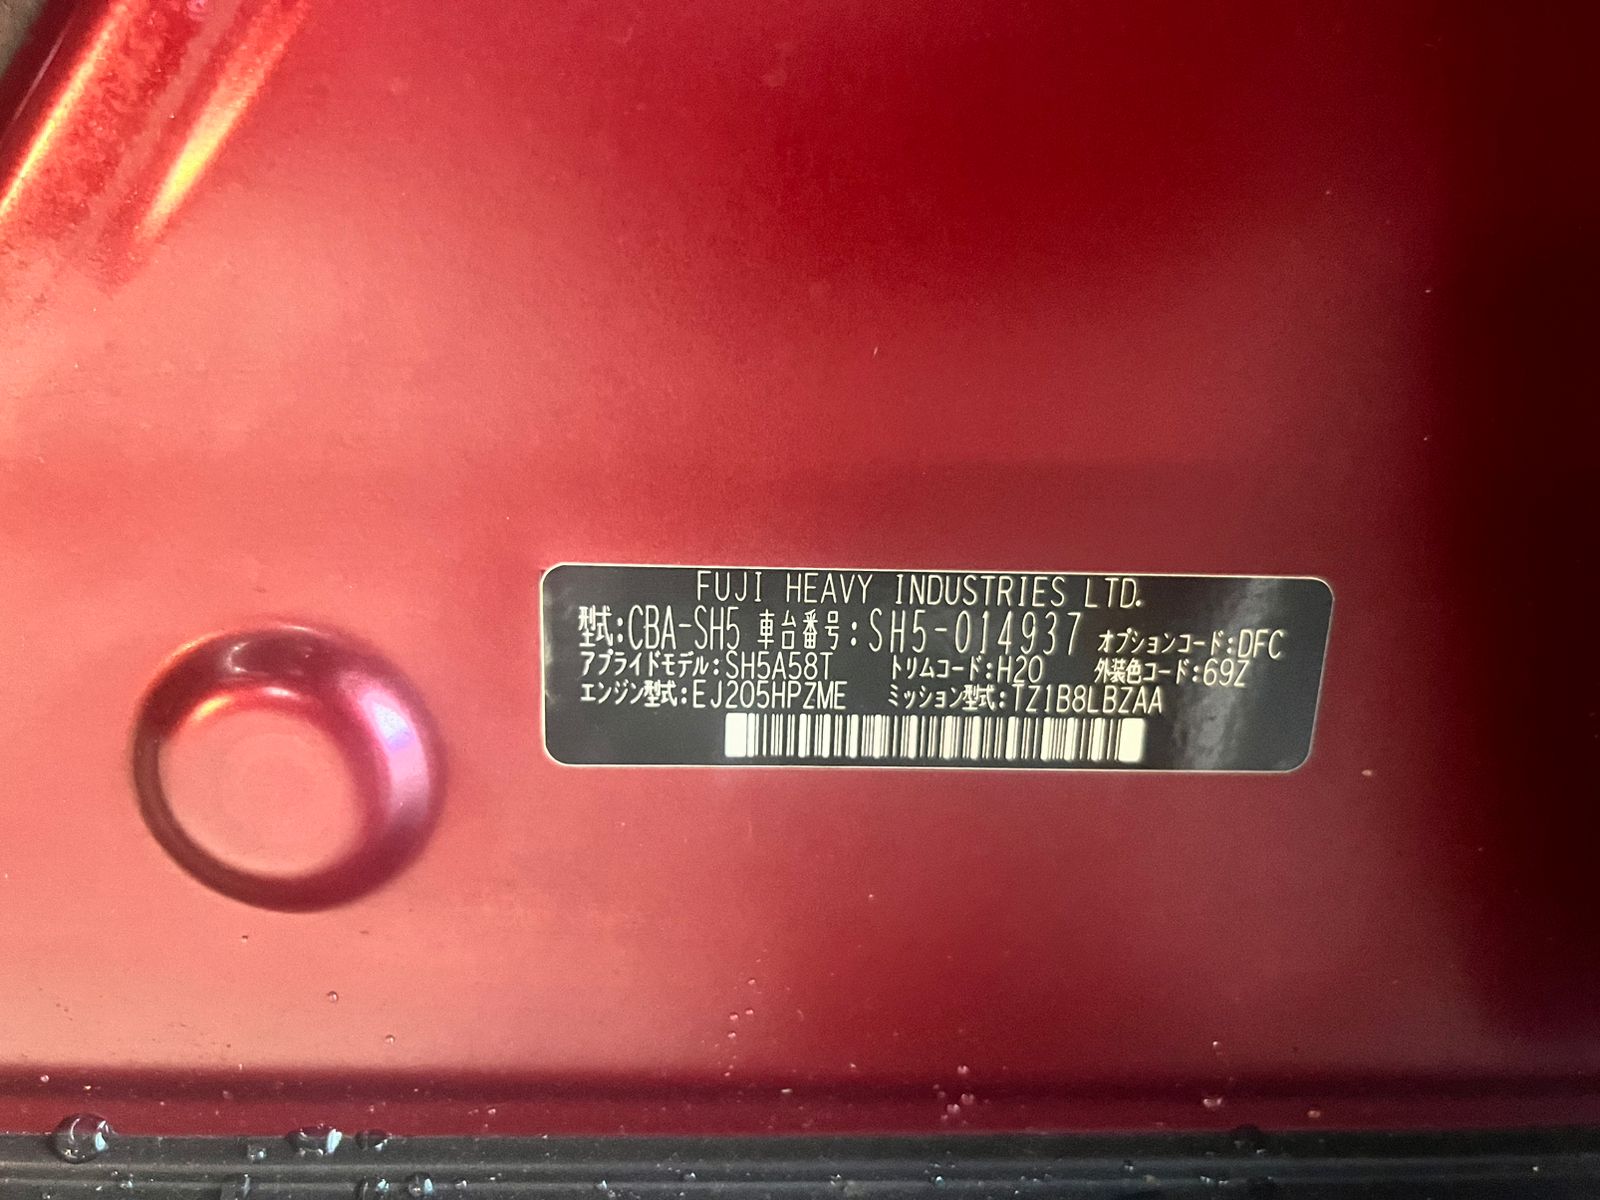 FUJI HEAVY INDUSTRIES LTD.
型式:CBA-SH5 車台番号:SH5-014937 オプションコード:DFC
アプライドモデル:SH5A58T トリムコード:H20 外装色コード:69Z
エンジン型式:EJ205HPZME ミッション型式:TZ1B8LBZAA